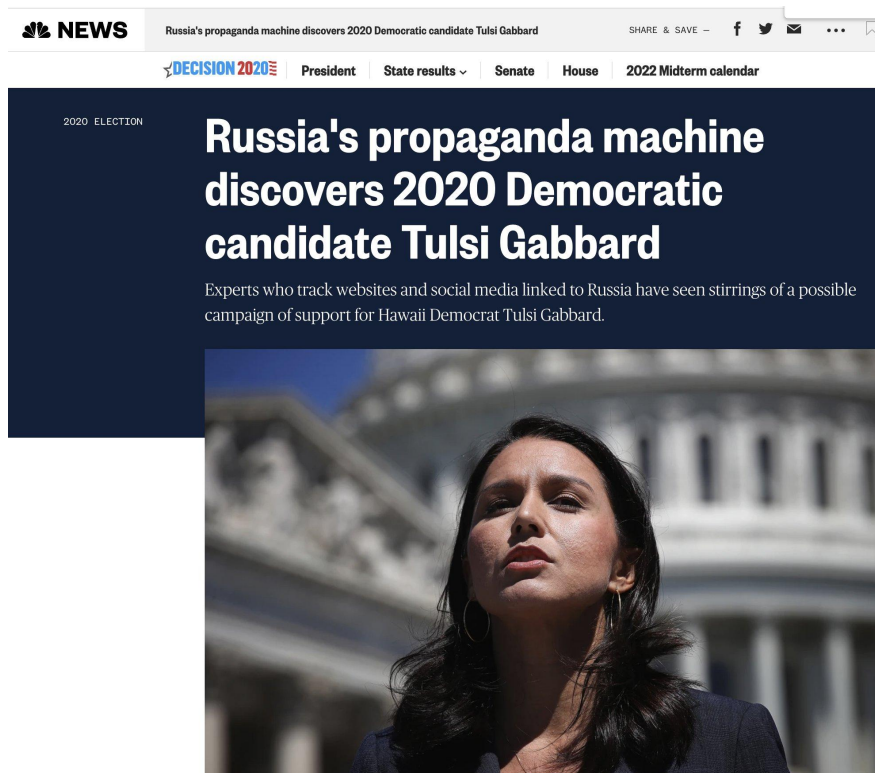 NEWS
Russia's propaganda machine discovers 2020 Democratic candidate Tulsi Gabbard
SHARE & SAVE —
DECISION 2020
President
State results
Senate
House
2022 Midterm calendar
2020 ELECTION
Russia's propaganda machine
discovers 2020 Democratic
candidate Tulsi Gabbard
Experts who track websites and social media linked to Russia have seen stirrings of a possible
campaign of support for Hawaii Democrat Tulsi Gabbard.